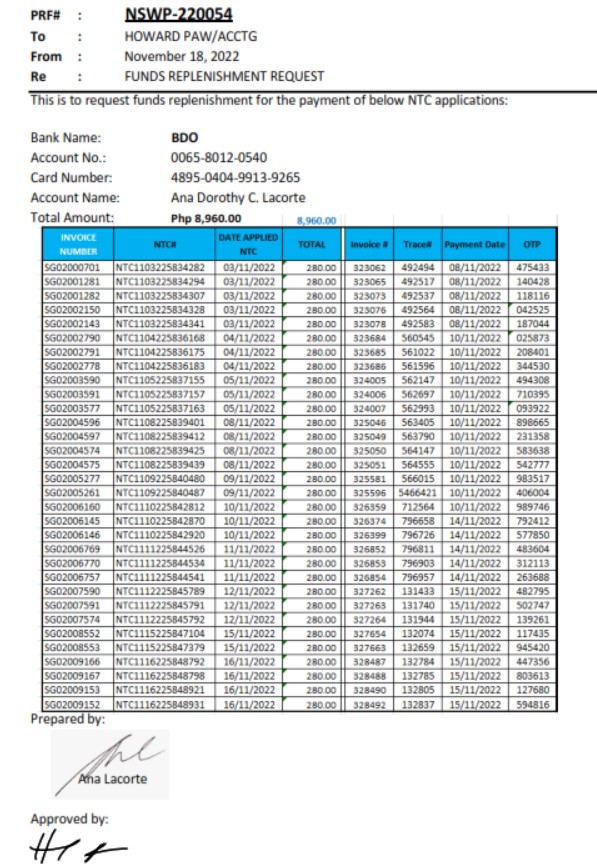 PRF# : NSWP-220054
To : HOWARD PAW/ACCTG
From : November 18, 2022
Re : FUNDS REPLENISHMENT REQUEST
This is to request funds replenishment for the payment of below NTC applications:
Bank Name: BDO
Account No.: 0065-8012-0540
Card Number: 4895-0404-9913-9265
Account Name: Ana Dorothy C. Lacorte
Total Amount: Php 8,960.00 8,960.00
INVOICE NUMBER NTC# DATE APPLIED NTC TOTAL Invoice # Trace# Payment Date OTP
SG02000701 NTC1103225834282 03/11/2022 280.00 323062 492494 08/11/2022 475433
SG02001281 NTC1103225834294 03/11/2022 280.00 323065 492517 08/11/2022 140428
SG02001282 NTC1103225834307 03/11/2022 280.00 323073 492537 08/11/2022 118116
SG02002150 NTC1103225834328 03/11/2022 280.00 323076 492564 08/11/2022 042525
SG02002143 NTC1103225834341 03/11/2022 280.00 323078 492583 08/11/2022 187044
SG02002790 NTC1104225836168 04/11/2022 280.00 323684 560545 10/11/2022 025873
SG02002791 NTC1104225836175 04/11/2022 280.00 323685 561022 10/11/2022 208401
SG02002778 NTC1104225836183 04/11/2022 280.00 323686 561596 10/11/2022 344530
SG02003590 NTC1105225837155 05/11/2022 280.00 324005 562147 10/11/2022 494308
SG02003591 NTC1105225837157 05/11/2022 280.00 324006 562697 10/11/2022 710395
SG02003577 NTC1105225837163 05/11/2022 280.00 324007 562993 10/11/2022 093922
SG02004596 NTC1108225839401 08/11/2022 280.00 325046 563405 10/11/2022 898665
SG02004597 NTC1108225839412 08/11/2022 280.00 325049 563790 10/11/2022 231358
SG02004574 NTC1108225839425 08/11/2022 280.00 325050 564147 10/11/2022 583638
SG02004575 NTC1108225839439 08/11/2022 280.00 325051 564555 10/11/2022 542777
SG02005277 NTC1109225840480 09/11/2022 280.00 325581 566015 10/11/2022 983517
SG02005261 NTC1109225840487 09/11/2022 280.00 325596 5466421 10/11/2022 406004
SG02006160 NTC1110225842812 10/11/2022 280.00 326359 712564 10/11/2022 989746
SG02006145 NTC1110225842870 10/11/2022 280.00 326374 796658 14/11/2022 792412
SG02006146 NTC1110225842920 10/11/2022 280.00 326399 796726 14/11/2022 577850
SG02006769 NTC1111225844526 11/11/2022 280.00 326852 796811 14/11/2022 483604
SG02006770 NTC1111225844534 11/11/2022 280.00 326853 796903 14/11/2022 312113
SG02006757 NTC1111225844541 11/11/2022 280.00 326854 796957 14/11/2022 263688
SG02007590 NTC1112225845789 12/11/2022 280.00 327262 131433 15/11/2022 482795
SG02007591 NTC1112225845791 12/11/2022 280.00 327263 131740 15/11/2022 502747
SG02007574 NTC1112225845792 12/11/2022 280.00 327264 131944 15/11/2022 139261
SG02008552 NTC1115225847104 15/11/2022 280.00 327654 132074 15/11/2022 117435
SG02008553 NTC1115225847379 15/11/2022 280.00 327663 132659 15/11/2022 945420
SG02009166 NTC1116225848792 16/11/2022 280.00 328487 132784 15/11/2022 447356
SG02009167 NTC1116225848798 16/11/2022 280.00 328488 132785 15/11/2022 803613
SG02009153 NTC1116225848921 16/11/2022 280.00 328490 132805 15/11/2022 127680
SG02009152 NTC1116225848931 16/11/2022 280.00 328492 132837 15/11/2022 594816
Prepared by:
Ana Lacorte
Approved by: